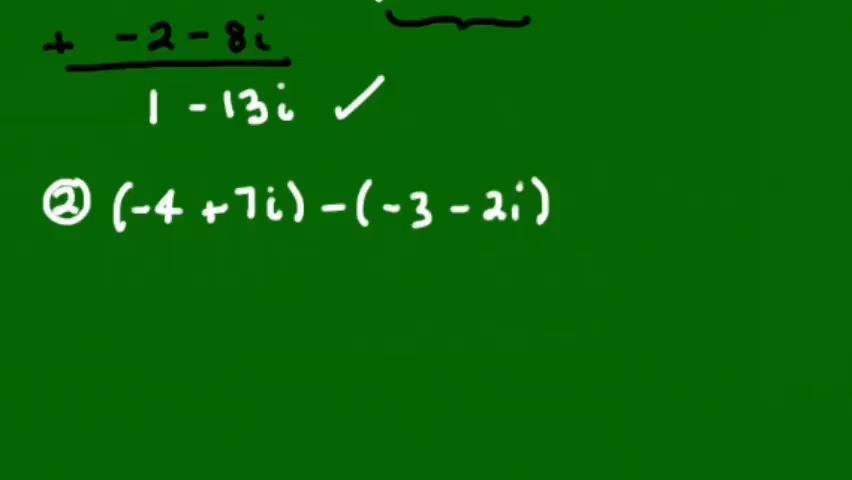 + -2 - 8i
1 - 13i ✓
② (-4 + 7i) - (-3 - 2i)